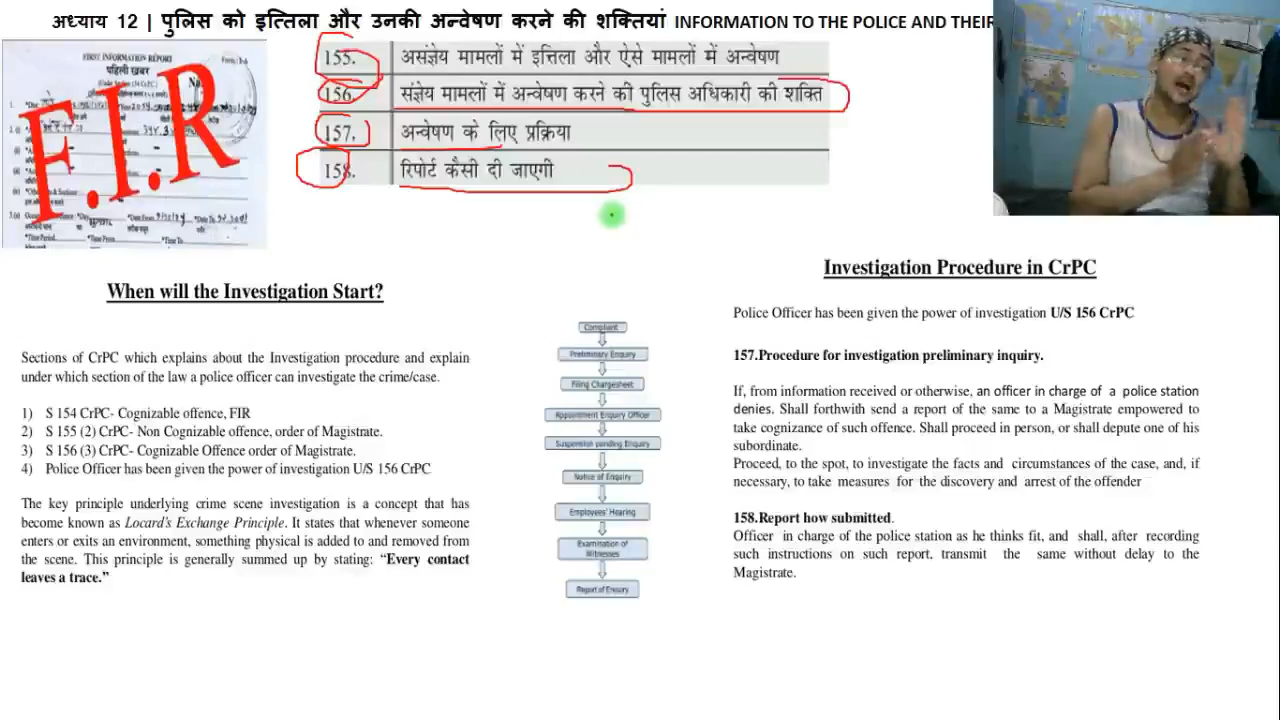 अध्याय 12 | पुलिस को इत्तिला और उनकी अन्वेषण करने की शक्तियां INFORMATION TO THE POLICE AND THEIR
FIRST INFORMATION REPORT
पहिली खबर
F.I.R
155. असंज्ञेय मामलों में इत्तिला और ऐसे मामलों में अन्वेषण
156. संज्ञेय मामलों में अन्वेषण करने की पुलिस अधिकारी की शक्ति
157. अन्वेषण के लिए प्रक्रिया
158. रिपोर्ट कैसी दी जाएगी
When will the Investigation Start?
Sections of CrPC which explains about the Investigation procedure and explain
under which section of the law a police officer can investigate the crime/case.
1) S 154 CrPC- Cognizable offence, FIR
2) S 155 (2) CrPC- Non Cognizable offence, order of Magistrate.
3) S 156 (3) CrPC- Cognizable Offence order of Magistrate.
4) Police Officer has been given the power of investigation U/S 156 CrPC
The key principle underlying crime scene investigation is a concept that has
become known as Locard's Exchange Principle. It states that whenever someone
enters or exits an environment, something physical is added to and removed from
the scene. This principle is generally summed up by stating: “Every contact
leaves a trace.”
Compliant
Preliminary Enquiry
Filing Chargesheet
Appointment Enquiry Officer
Suspension pending Enquiry
Notice of Enquiry
Employees' Hearing
Examination of
Witnesses
Report of Enquiry
Investigation Procedure in CrPC
Police Officer has been given the power of investigation U/S 156 CrPC
157.Procedure for investigation preliminary inquiry.
If, from information received or otherwise, an officer in charge of a police station
denies. Shall forthwith send a report of the same to a Magistrate empowered to
take cognizance of such offence. Shall proceed in person, or shall depute one of his
subordinate.
Proceed, to the spot, to investigate the facts and circumstances of the case, and, if
necessary, to take measures for the discovery and arrest of the offender
158.Report how submitted.
Officer in charge of the police station as he thinks fit, and shall, after recording
such instructions on such report, transmit the same without delay to the
Magistrate.